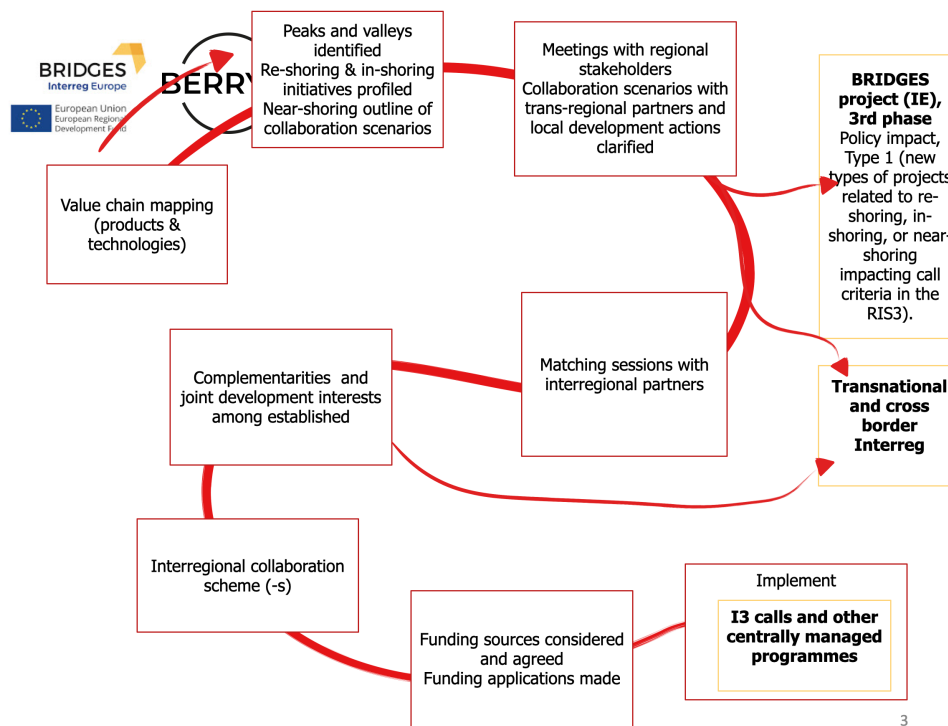 BRIDGES
Interreg Europe
European Union
European Regional
Development Fund
BERRY
Peaks and valleys
identified
Re-shoring & in-shoring
initiatives profiled
Near-shoring outline of
collaboration scenarios
Meetings with regional
stakeholders
Collaboration scenarios with
trans-regional partners and
local development actions
clarified
BRIDGES
project (IE),
3rd phase
Policy impact,
Type 1 (new
types of projects
related to re-
shoring, in-
shoring, or near-
shoring
impacting call
criteria in the
RIS3).
Value chain mapping
(products &
technologies)
Matching sessions with
interregional partners
Complementarities and
joint development interests
among established
Transnational
and cross
border
Interreg
Interregional collaboration
scheme (-s)
Funding sources considered
and agreed
Funding applications made
Implement
I3 calls and other
centrally managed
programmes
3